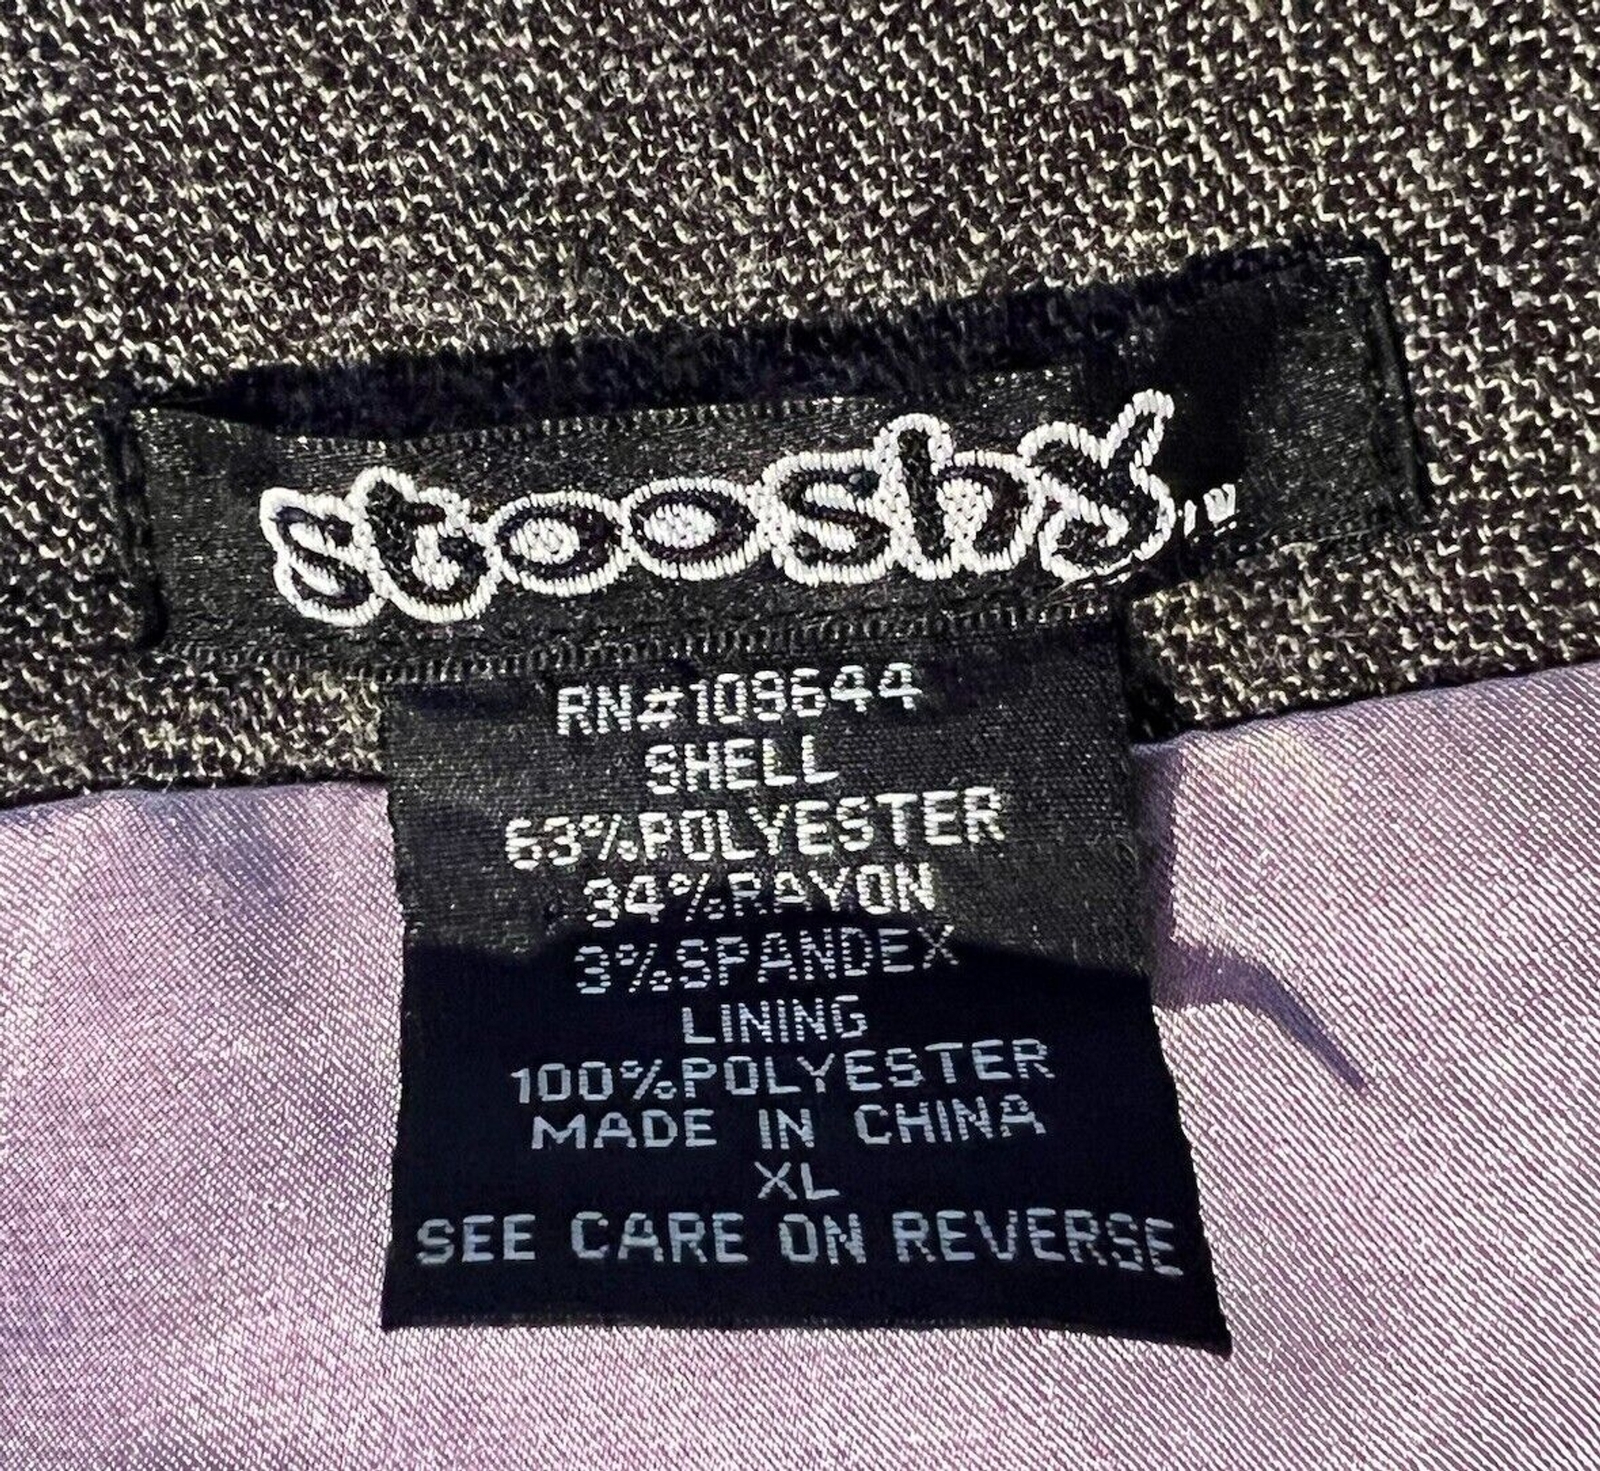 stooshy
RN#109644
SHELL
63%POLYESTER
34%RAYON
3%SPANDEX
LINING
100%POLYESTER
MADE IN CHINA
XL
SEE CARE ON REVERSE